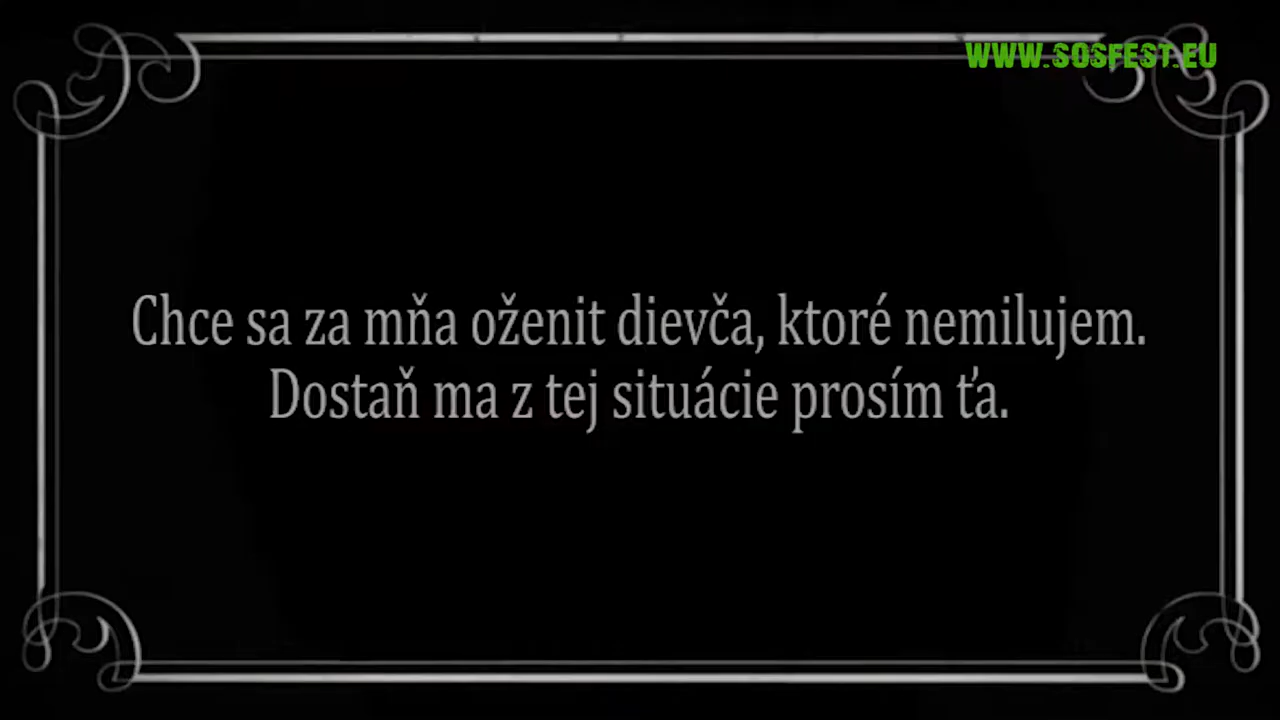 WWW.SOSFEST.EU
Chce sa za mňa oženit dievča, ktoré nemilujem.
Dostaň ma z tej situácie prosím ťa.